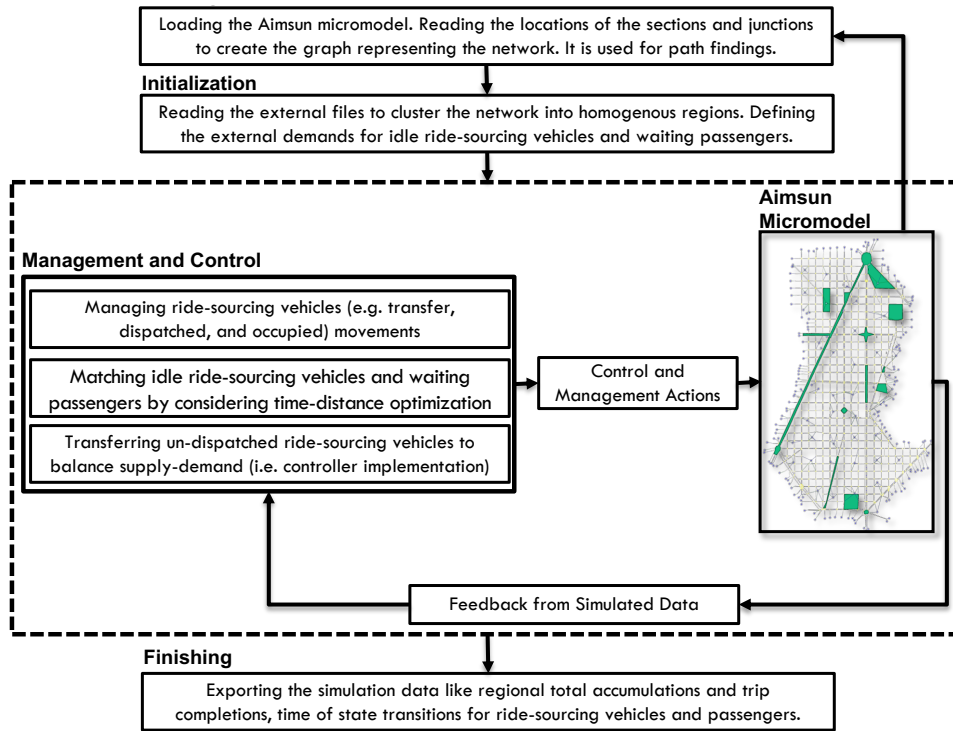 Loading the Aimsun micromodel. Reading the locations of the sections and junctions
to create the graph representing the network. It is used for path findings.
Initialization
Reading the external files to cluster the network into homogenous regions. Defining
the external demands for idle ride-sourcing vehicles and waiting passengers.
Aimsun
Micromodel
Management and Control
Managing ride-sourcing vehicles (e.g. transfer,
dispatched, and occupied) movements
Matching idle ride-sourcing vehicles and waiting
passengers by considering time-distance optimization
Transferring un-dispatched ride-sourcing vehicles to
balance supply-demand (i.e. controller implementation)
Control and
Management Actions
Feedback from Simulated Data
Finishing
Exporting the simulation data like regional total accumulations and trip
completions, time of state transitions for ride-sourcing vehicles and passengers.